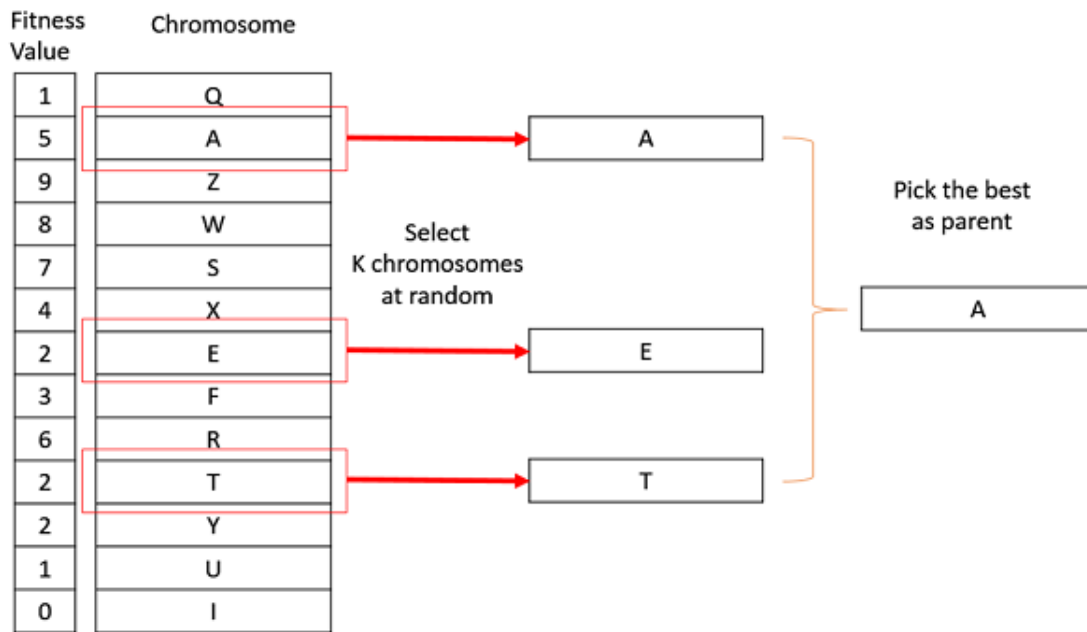 Fitness
Value
Chromosome
1 Q
5 A
9 Z
8 W
7 S
4 X
2 E
3 F
6 R
2 T
2 Y
1 U
0 I
Select
K chromosomes
at random
A
E
T
Pick the best
as parent
A